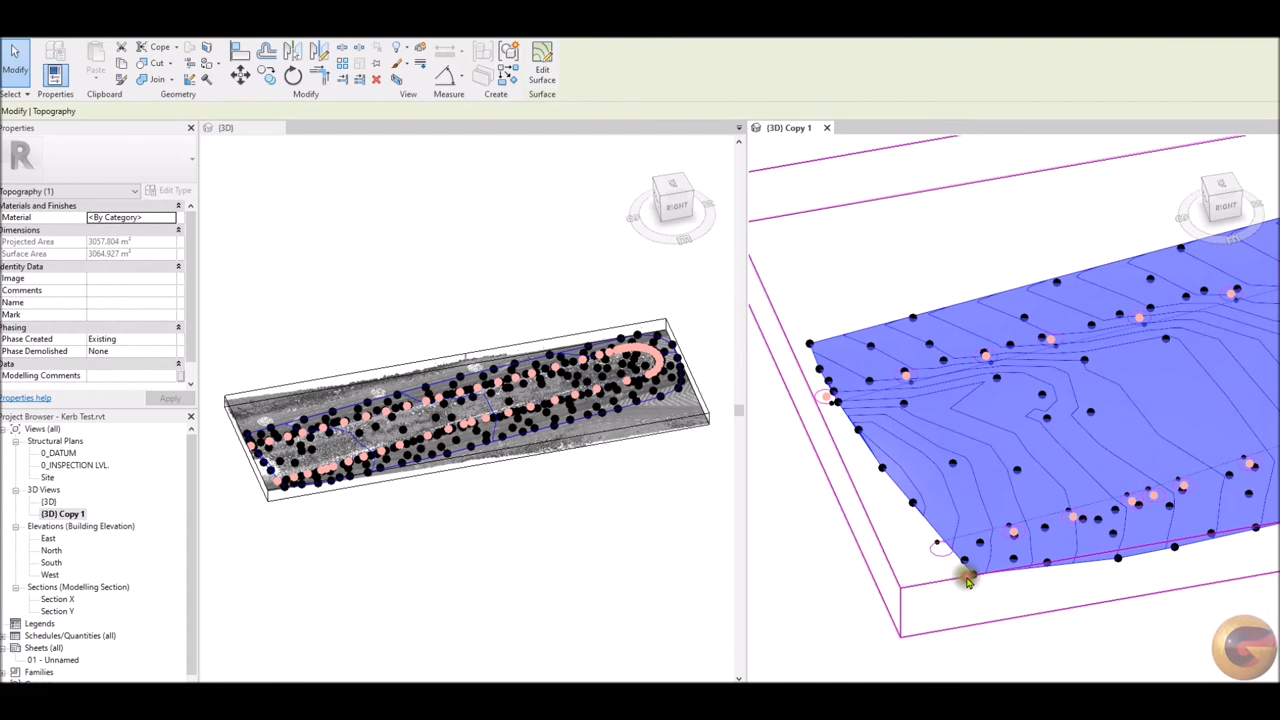 Modify
Select
Properties
Paste
Clipboard
Cope
Cut
Join
Geometry
Modify
View
Measure
Create
Edit
Surface
Surface
Modify | Topography
Properties
Topography (1)
Edit Type
Materials and Finishes
Material <By Category>
Dimensions
Projected Area 3057.804 m²
Surface Area 3064.927 m²
Identity Data
Image
Comments
Name
Mark
Phasing
Phase Created Existing
Phase Demolished None
Data
Modelling Comments
Properties help
Apply
Project Browser - Kerb Test.rvt
Views (all)
Structural Plans
0_DATUM
0_INSPECTION LVL.
Site
3D Views
{3D}
{3D} Copy 1
Elevations (Building Elevation)
East
North
South
West
Sections (Modelling Section)
Section X
Section Y
Legends
Schedules/Quantities (all)
Sheets (all)
01 - Unnamed
Families
{3D}
RIGHT
{3D} Copy 1
RIGHT